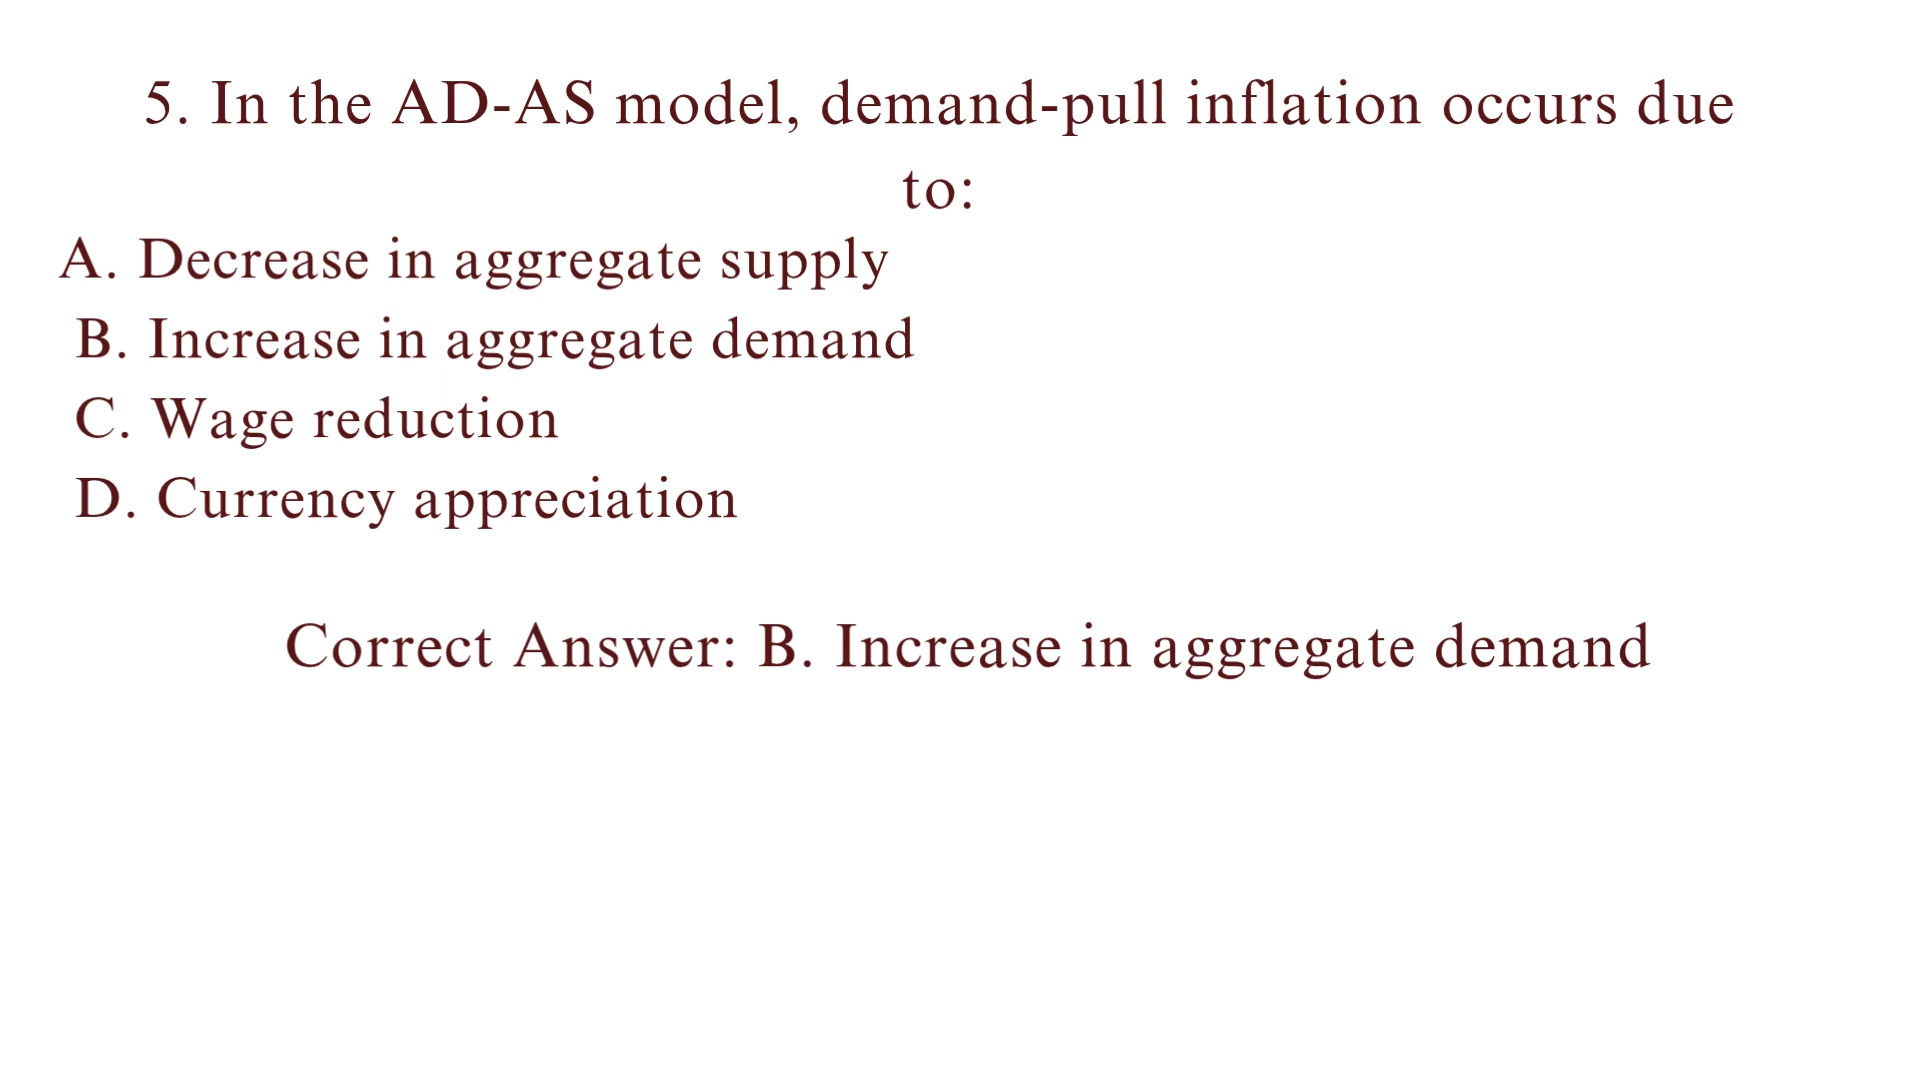 5. In the AD-AS model, demand-pull inflation occurs due
to:
A. Decrease in aggregate supply
B. Increase in aggregate demand
C. Wage reduction
D. Currency appreciation
Correct Answer: B. Increase in aggregate demand